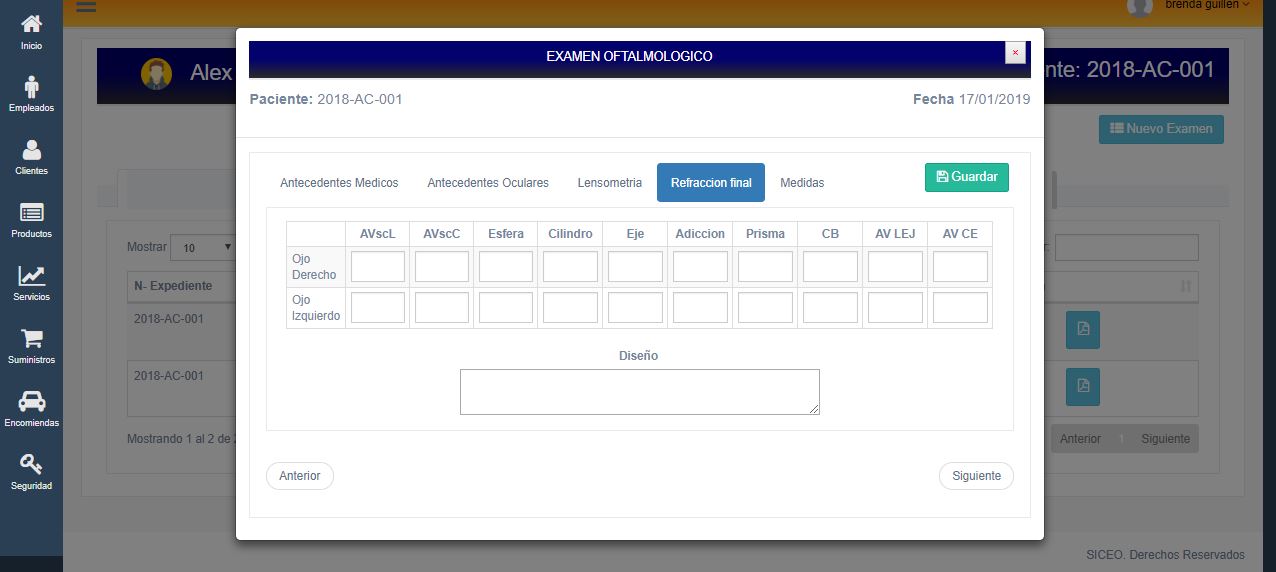 brenda guillen
Inicio
Empleados
Clientes
Productos
Servicios
Suministros
Encomiendas
Seguridad
Alex
nte: 2018-AC-001
Nuevo Examen
EXAMEN OFTALMOLOGICO
×
Paciente: 2018-AC-001
Fecha 17/01/2019
Antecedentes Medicos
Antecedentes Oculares
Lensometria
Refraccion final
Medidas
Guardar
AVscL AVscC Esfera Cilindro Eje Adiccion Prisma CB AV LEJ AV CE
Ojo
Derecho
Ojo
Izquierdo
Diseño
Anterior
Siguiente
Mostrar 10
N- Expediente
2018-AC-001
2018-AC-001
Mostrando 1 al 2 de
Anterior 1 Siguiente
SICEO. Derechos Reservados